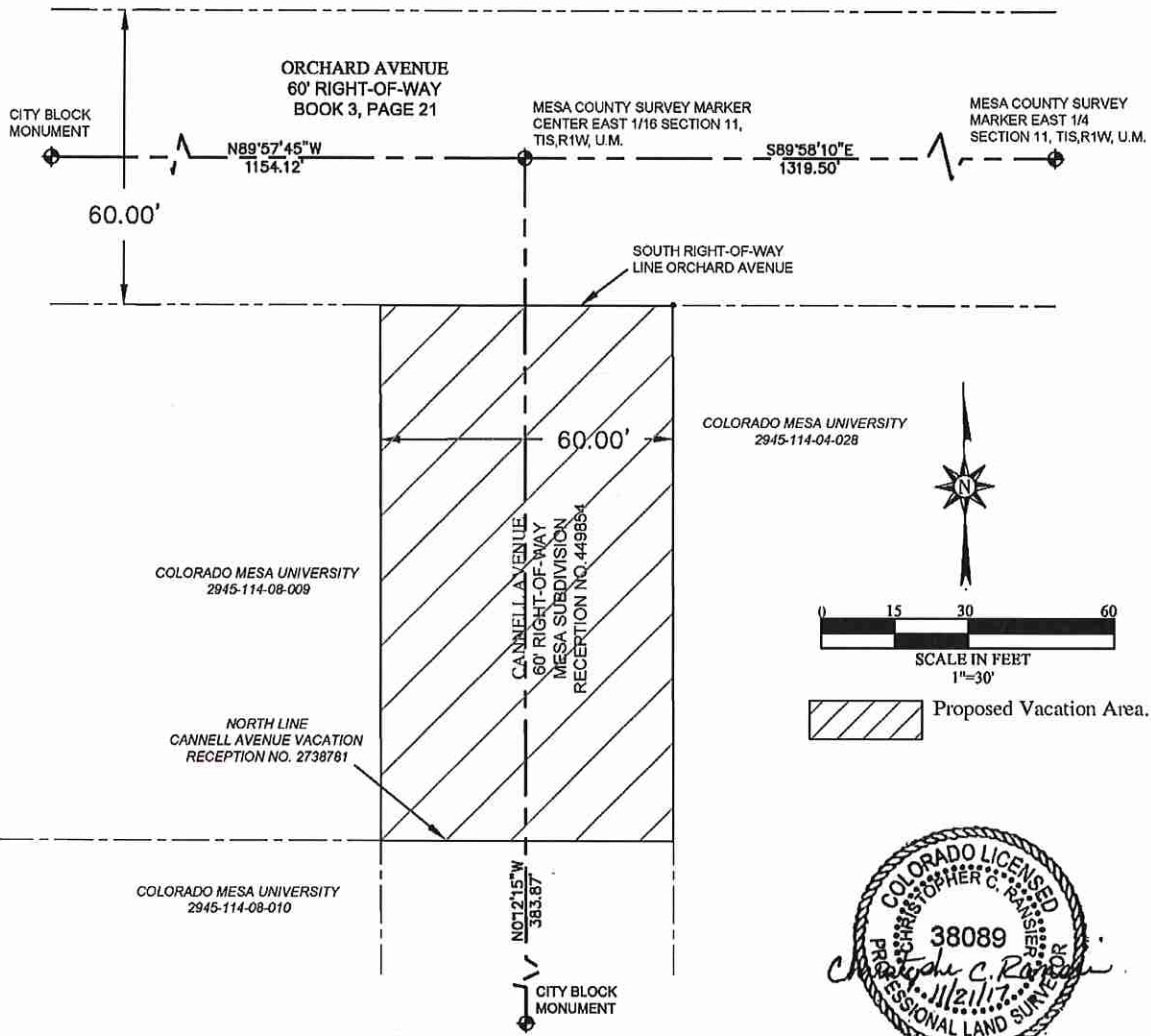 ORCHARD AVENUE
60' RIGHT-OF-WAY
BOOK 3, PAGE 21
CITY BLOCK
MONUMENT
MESA COUNTY SURVEY MARKER
CENTER EAST 1/16 SECTION 11,
TIS,R1W, U.M.
MESA COUNTY SURVEY
MARKER EAST 1/4
SECTION 11, TIS,R1W, U.M.
N89°57'45"W
1154.12'
S89°58'10"E
1319.50'
60.00'
SOUTH RIGHT-OF-WAY
LINE ORCHARD AVENUE
60.00'
COLORADO MESA UNIVERSITY
2945-114-04-028
N
CANNELL AVENUE
60' RIGHT-OF-WAY
MESA SUBDIVISION
RECEPTION NO.449854
COLORADO MESA UNIVERSITY
2945-114-08-009
0 15 30 60
SCALE IN FEET
1"=30'
Proposed Vacation Area.
NORTH LINE
CANNELL AVENUE VACATION
RECEPTION NO. 2738781
COLORADO MESA UNIVERSITY
2945-114-08-010
N0°12'15"W
383.87'
CITY BLOCK
MONUMENT
COLORADO LICENSED
CHRISTOPHER C. RANSIER
38089
Christophe C. Ransier
11/21/17
PROFESSIONAL LAND SURVEYOR